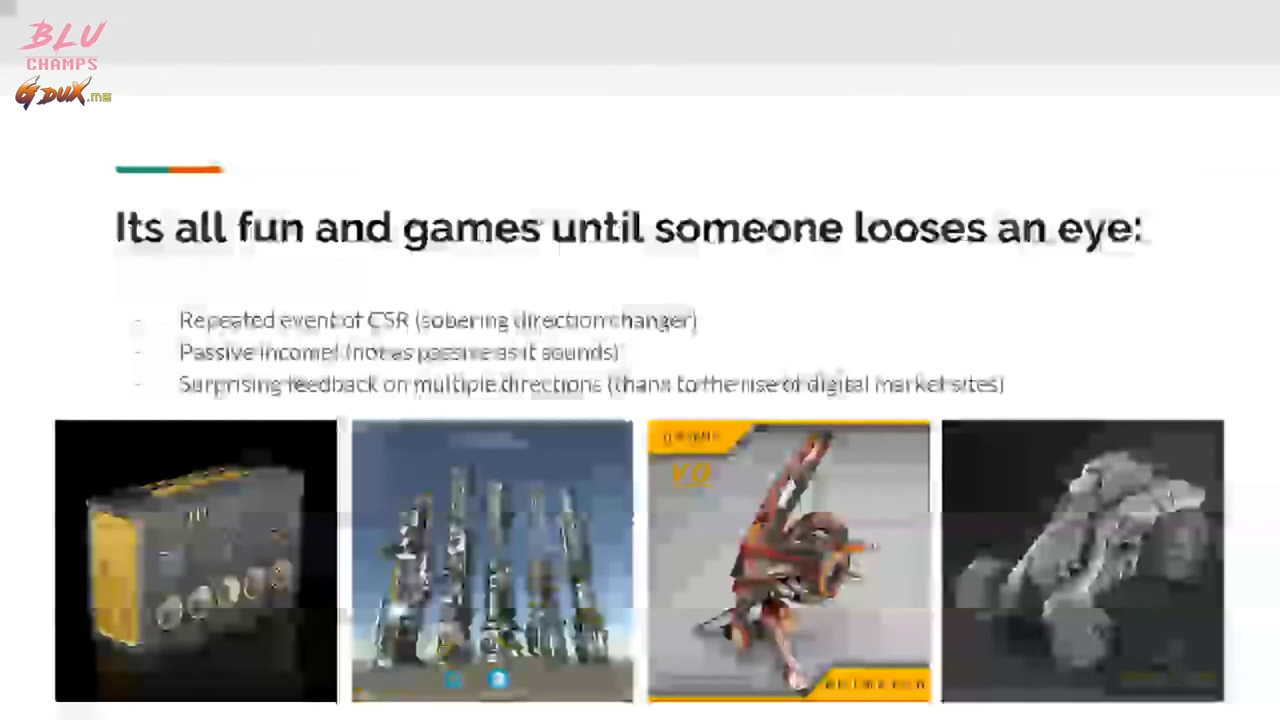 BLU
CHAMPS
GDUX.me
Its all fun and games until someone looses an eye:
- Repeated event of CSR (sobering direction changer)
- Passive income! (not as passive as it sounds)
- Surprising feedback on multiple directions (thanx to the rise of digital market sites)
VO